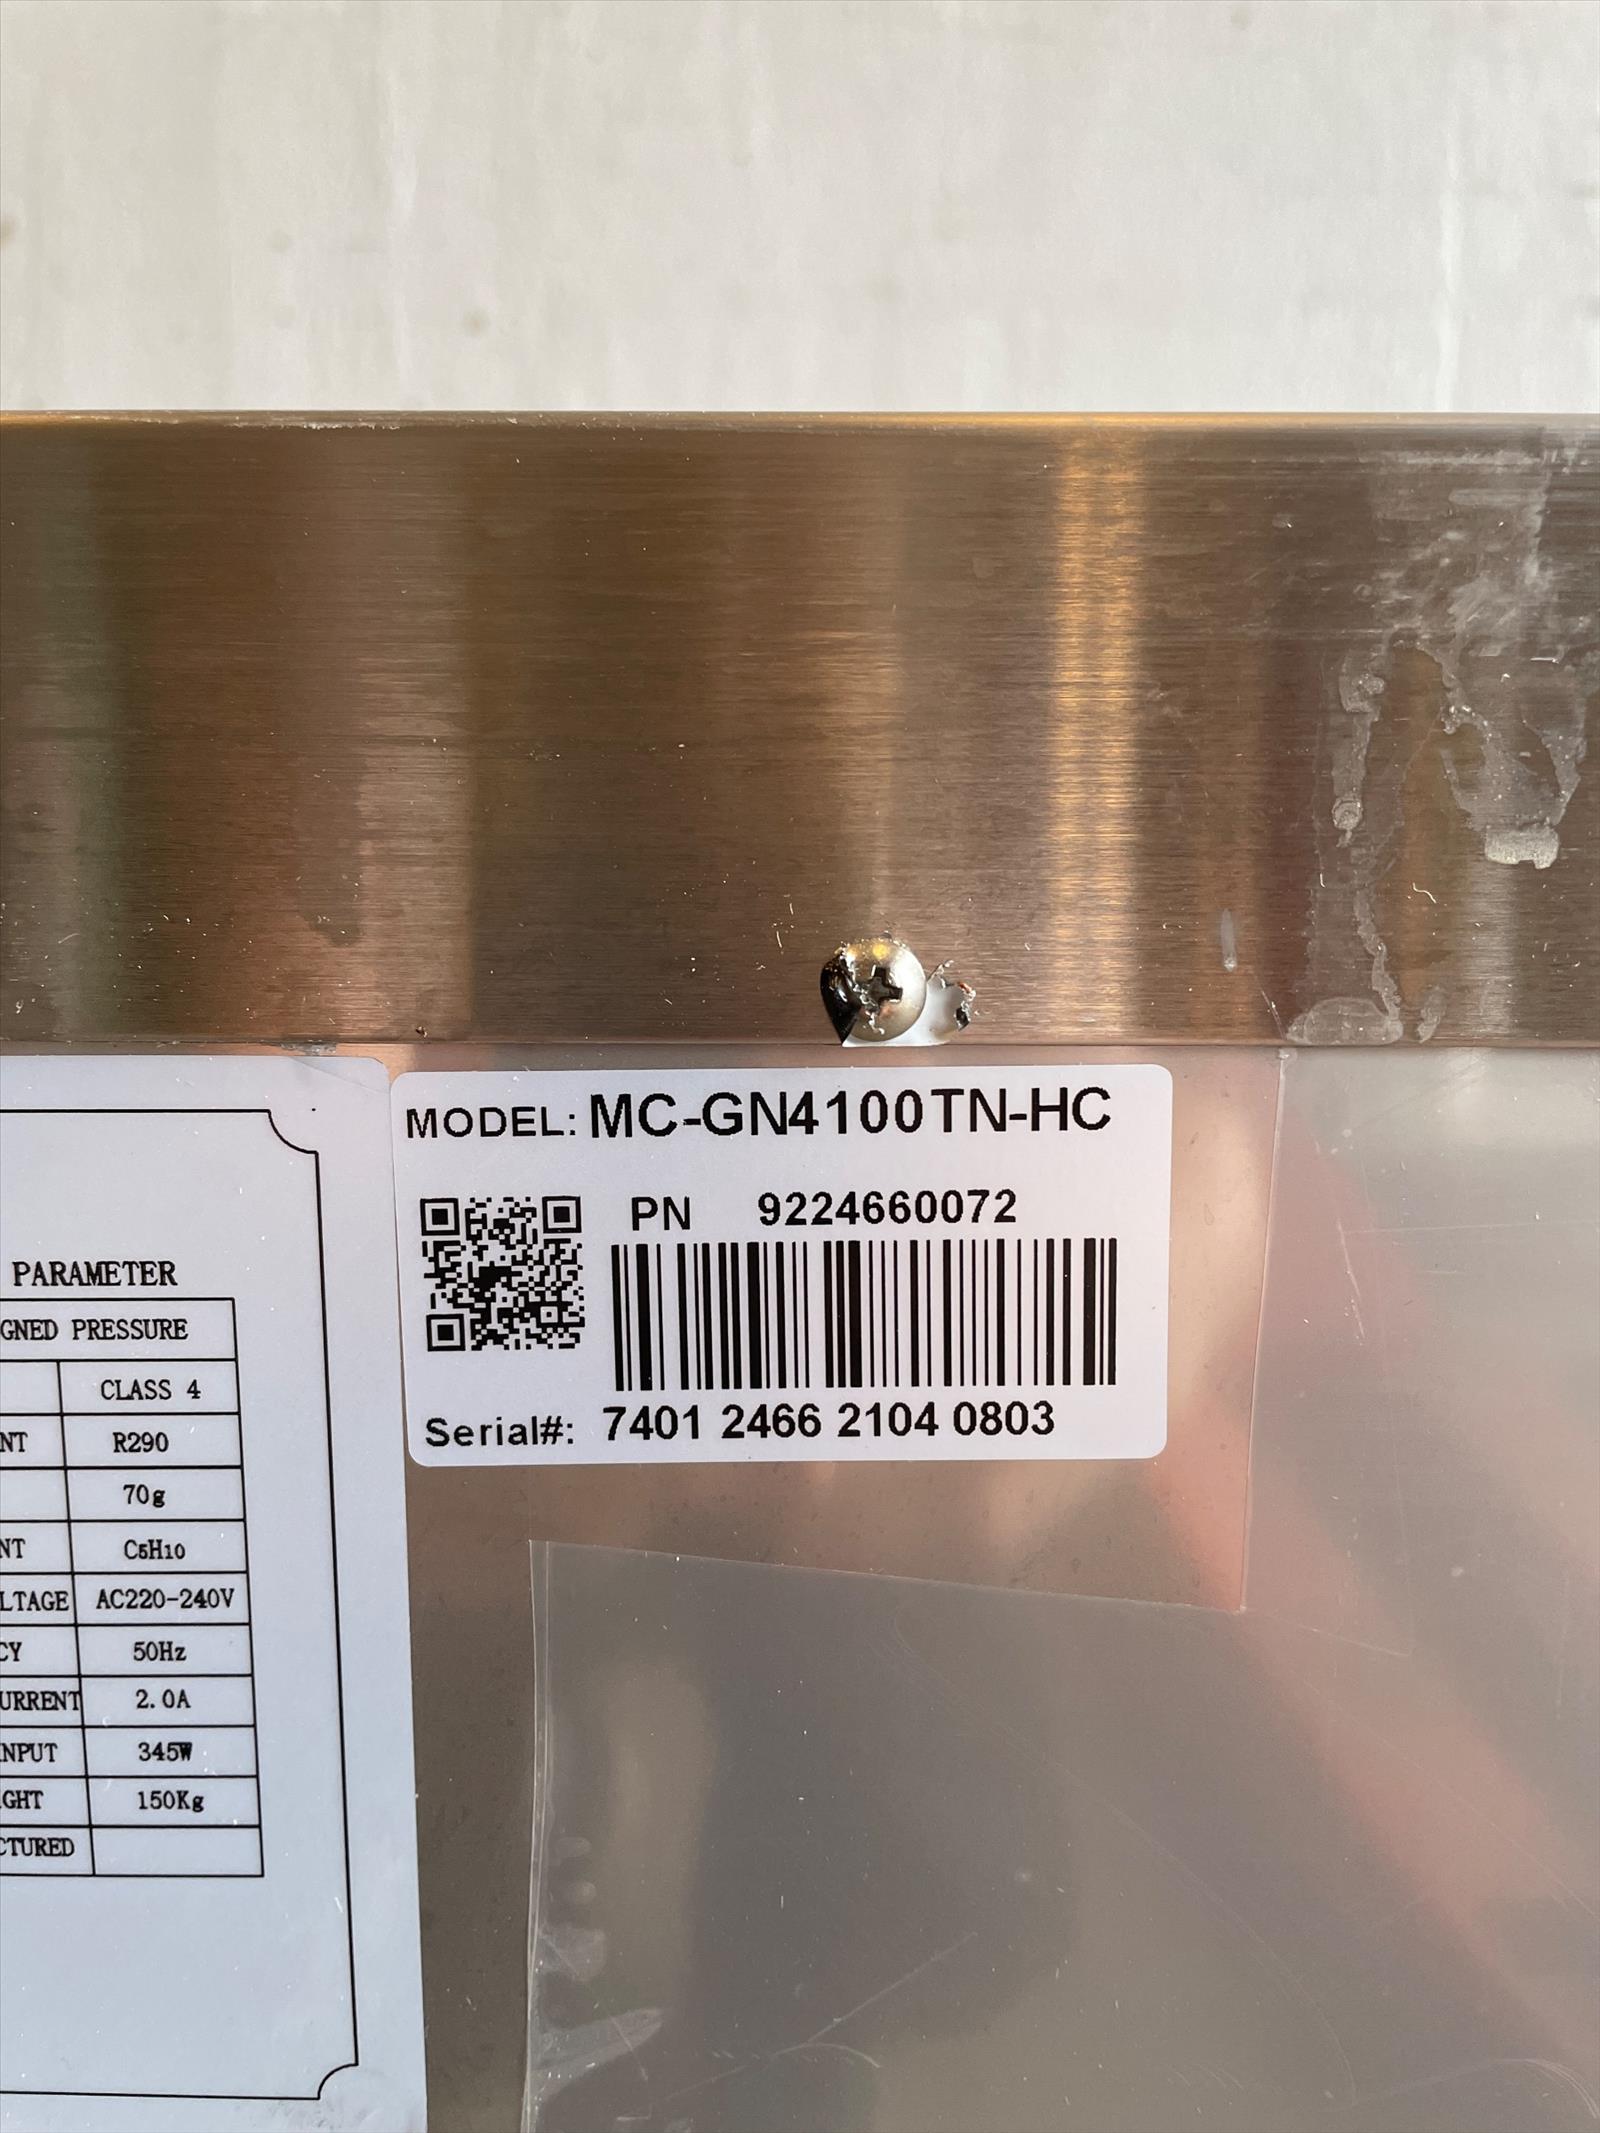 MODEL: MC-GN4100TN-HC
PN 9224660072
Serial#: 7401 2466 2104 0803
PARAMETER
GNED PRESSURE
CLASS 4
NT R290
70g
NT C5H10
LTAGE AC220-240V
CY 50Hz
URRENT 2.0A
NPUT 345W
GHT 150Kg
CTURED